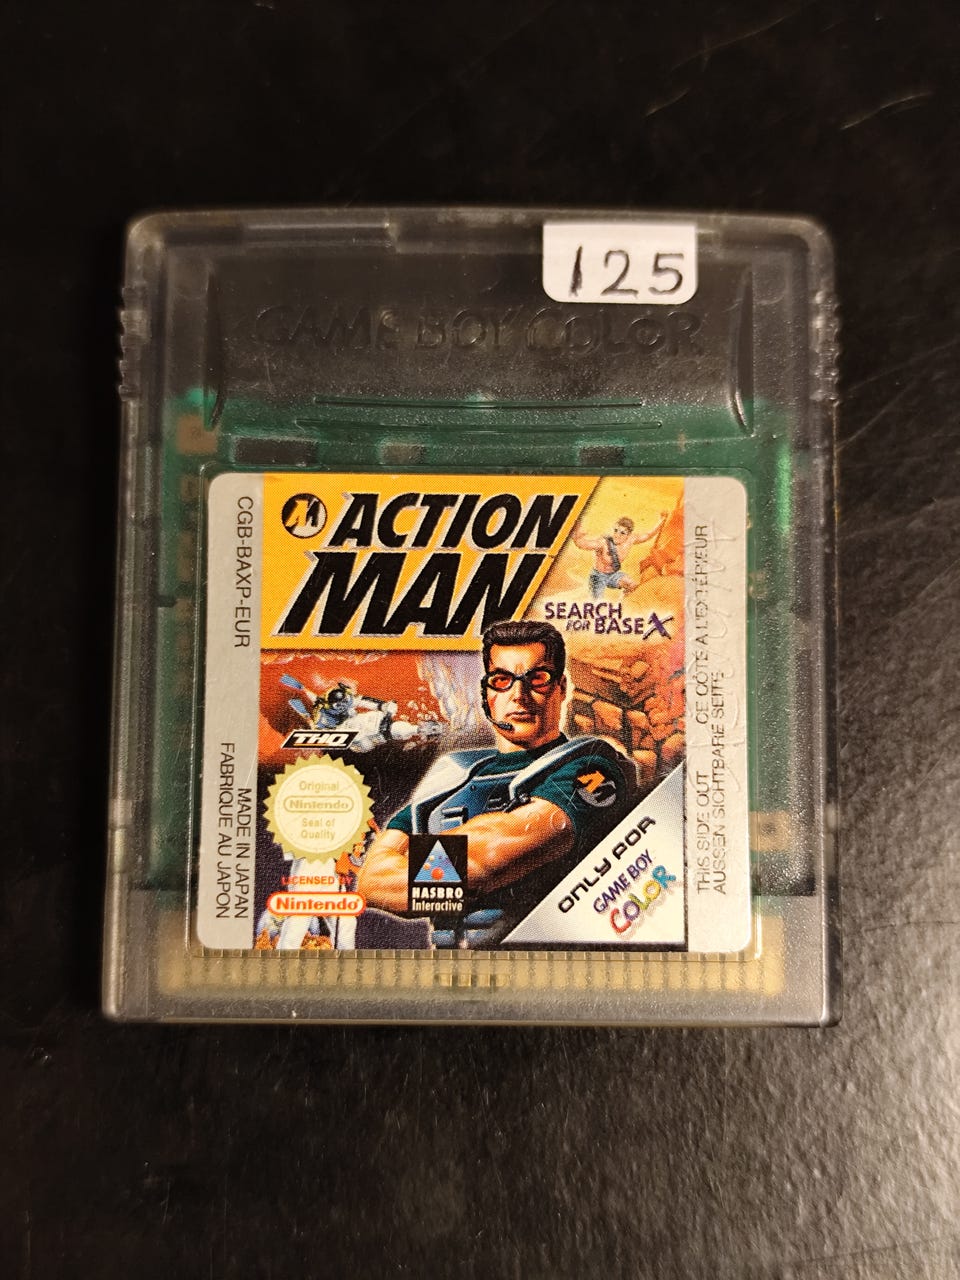 125
GAME BOY COLOR
CGB-BAXP-EUR
MADE IN JAPAN
FABRIQUE AU JAPON
ACTION
MAN
SEARCH
FOR BASE X
THQ
Original
Nintendo
Seal of
Quality
LICENSED BY
Nintendo
HASBRO
Interactive
ONLY FOR
GAME BOY
COLOR
THIS SIDE OUT CE CÔTÉ A L'EXTÉRIEUR
AUSSEN SICHTBARE SEITE